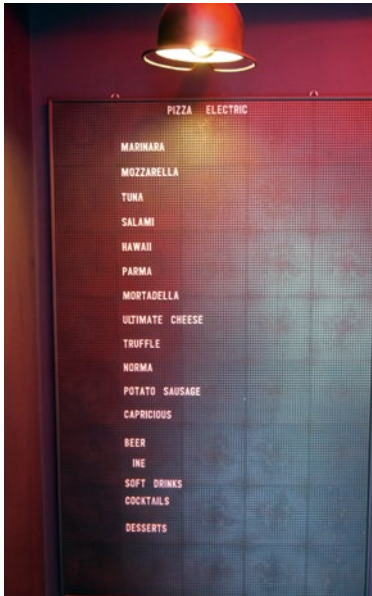 PIZZA ELECTRIC
MARINARA
MOZZARELLA
TUNA
SALAMI
HAWAII
PARMA
MORTADELLA
ULTIMATE CHEESE
TRUFFLE
NORMA
POTATO SAUSAGE
CAPRICIOUS
BEER
INE
SOFT DRINKS
COCKTAILS
DESSERTS